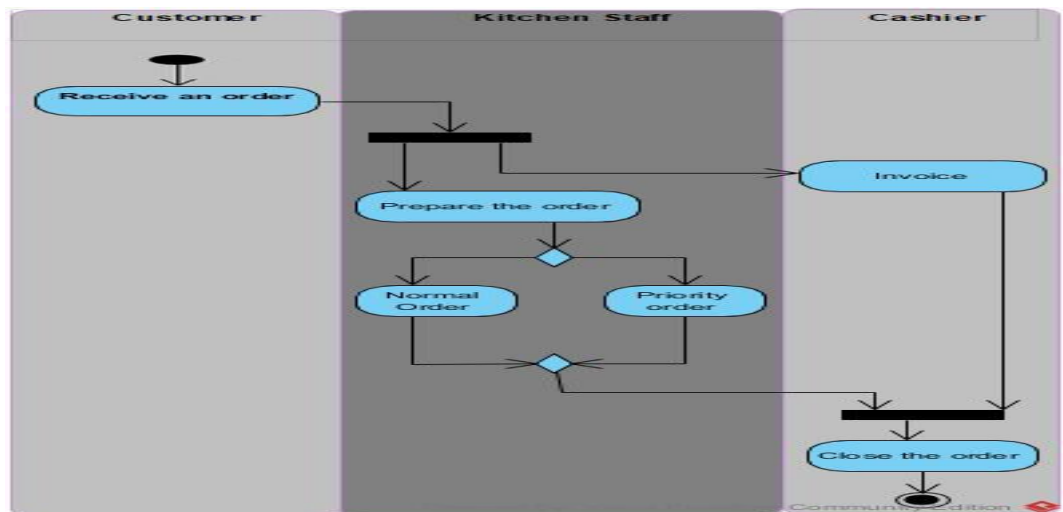 Customer
Kitchen Staff
Cashier
Receive an order
Invoice
Prepare the order
Normal
Order
Priority
order
Close the order
Community Edition